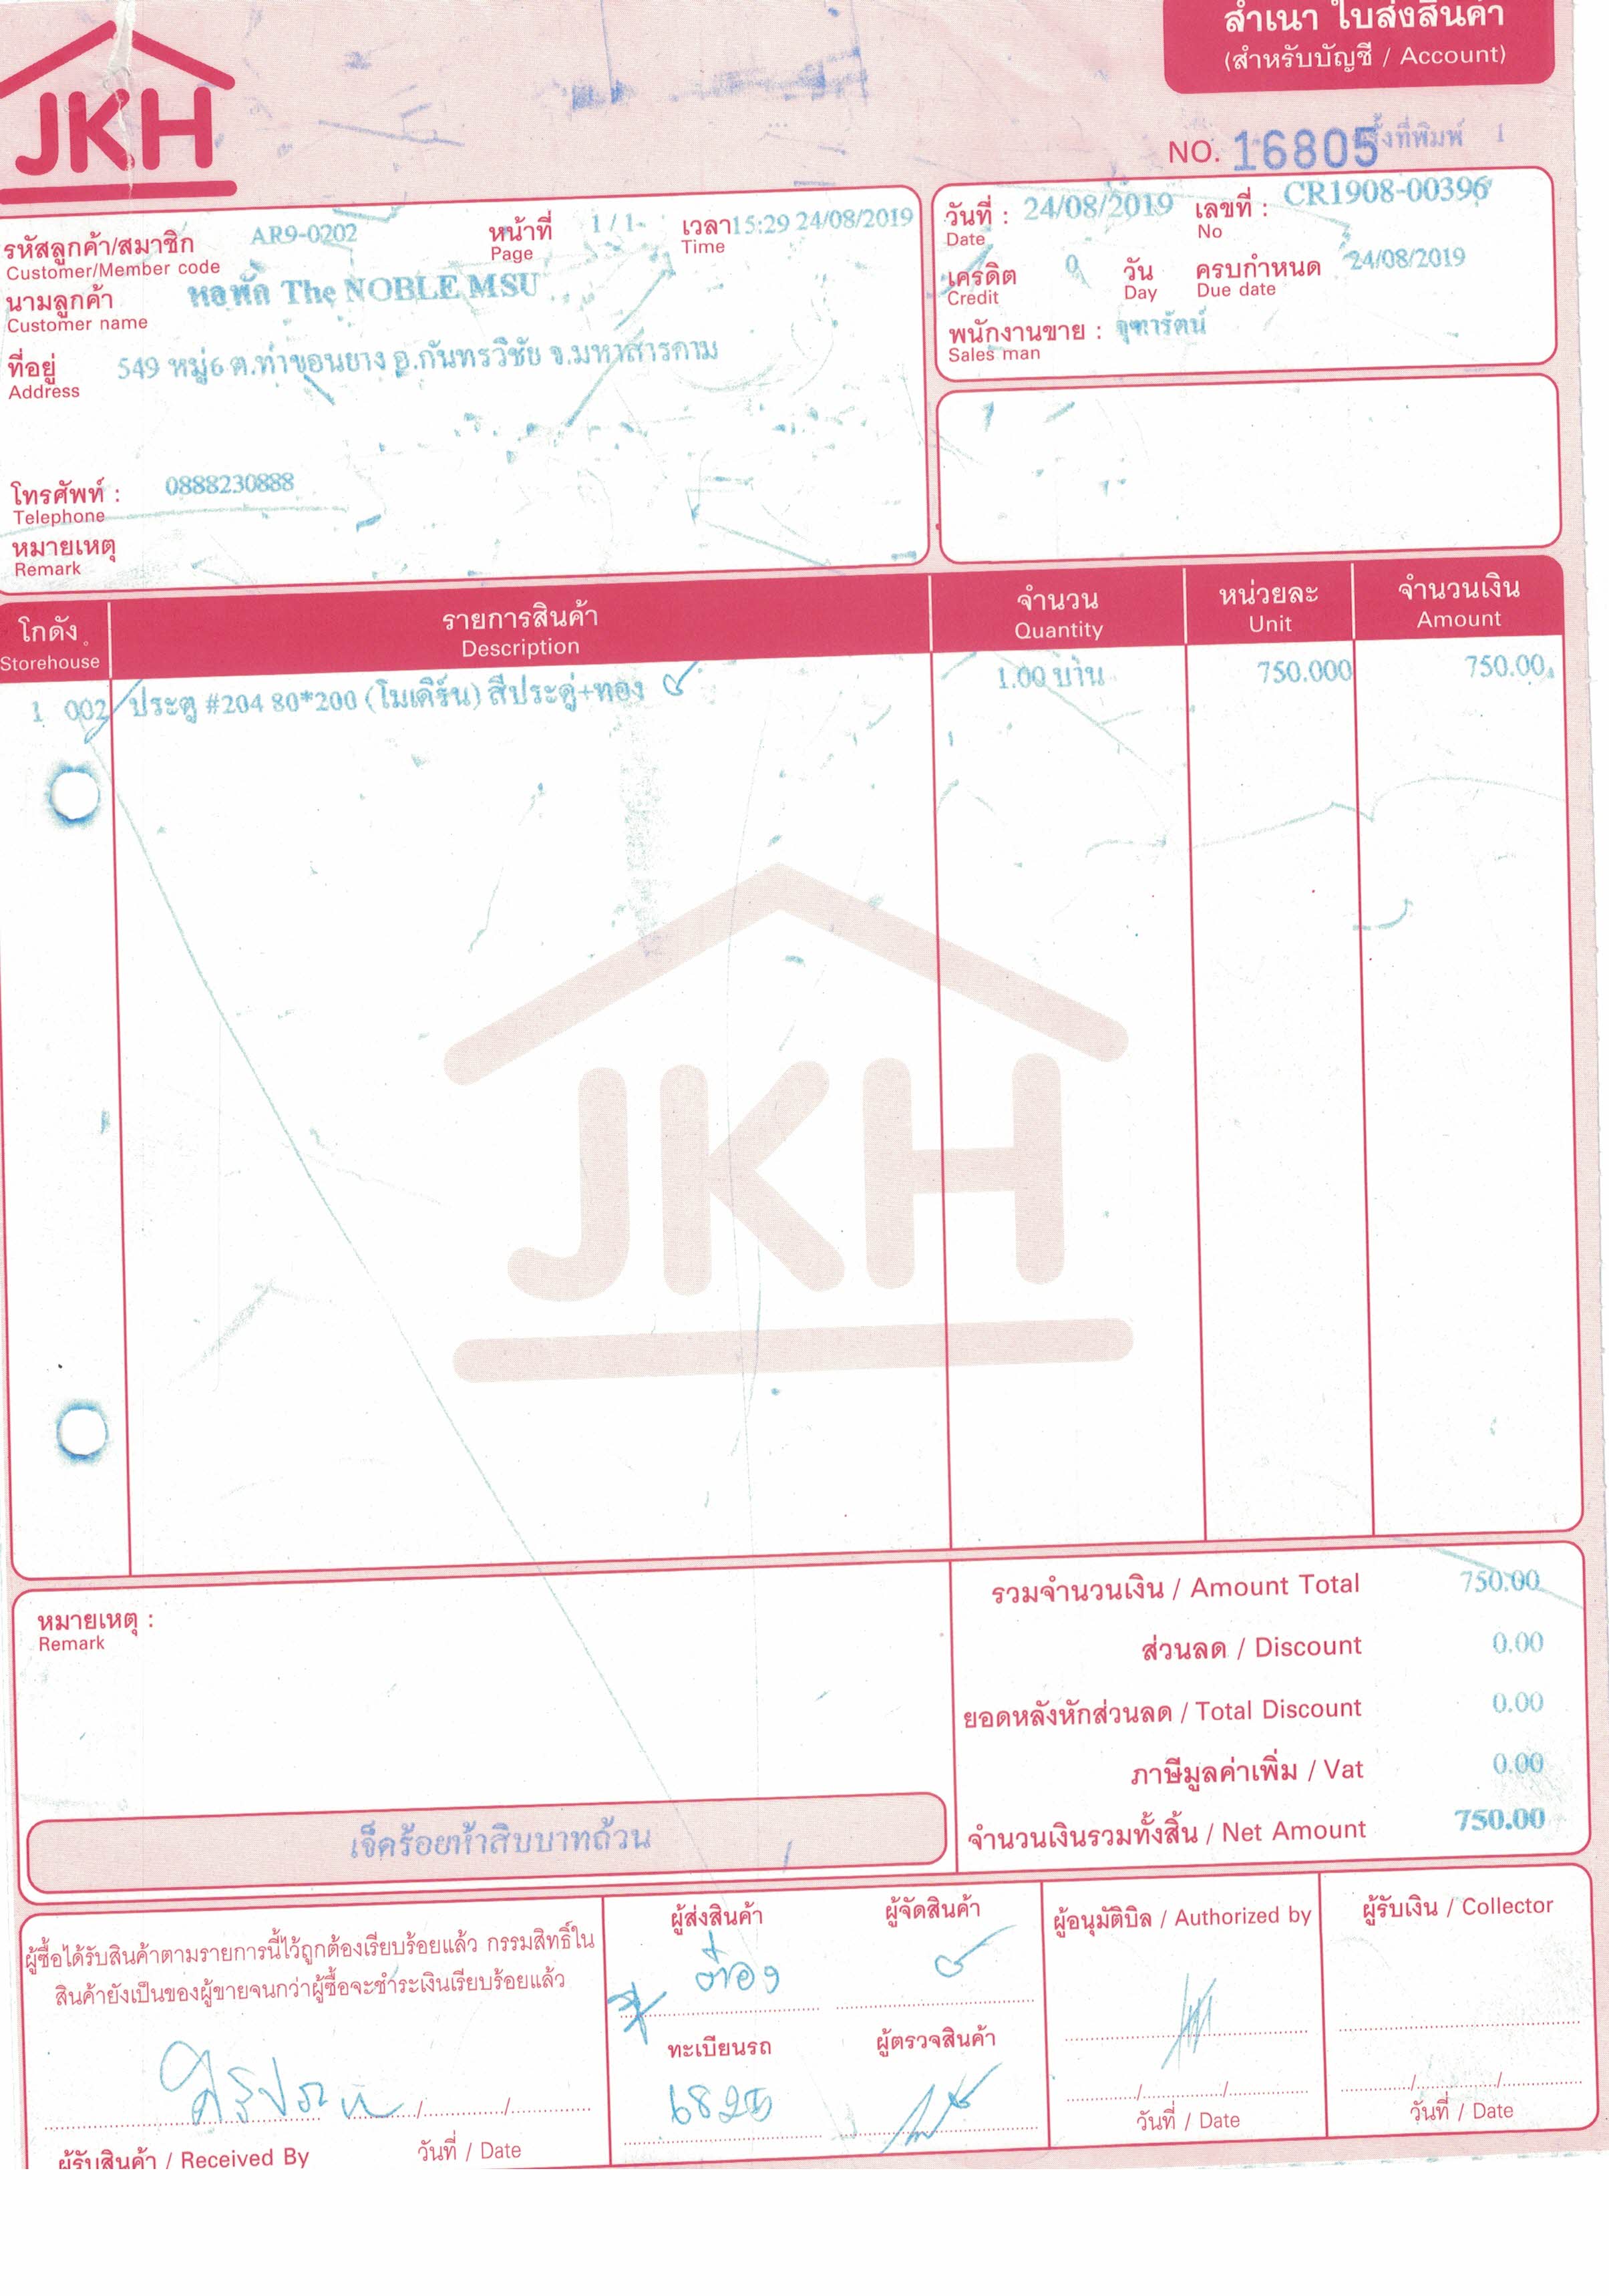 JKH
สำเนา ใบส่งสินค้า
(สำหรับบัญชี / Account)
NO. 16805 ครั้งที่พิมพ์ 1
รหัสลูกค้า/สมาชิก AR9-0202 หน้าที่ 1 / 1 เวลา 15:29 24/08/2019
Customer/Member code Page Time
นามลูกค้า หอพัก The NOBLE MSU
Customer name
ที่อยู่ 549 หมู่6 ต.ท่าขอนยาง อ.กันทรวิชัย จ.มหาสารคาม
Address
โทรศัพท์ : 0888230888
Telephone
หมายเหตุ
Remark
วันที่ : 24/08/2019 เลขที่ : CR1908-00396
Date No
เครดิต 0 วัน ครบกำหนด 24/08/2019
Credit Day Due date
พนักงานขาย : จุฑารัตน์
Sales man
โกดัง รายการสินค้า จำนวน หน่วยละ จำนวนเงิน
Storehouse Description Quantity Unit Amount
1 002 ประตู #204 80*200 (โมเดิร์น) สีประดู่+ทอง 1.00 บาน 750.000 750.00
JKH
หมายเหตุ :
Remark
รวมจำนวนเงิน / Amount Total 750.00
ส่วนลด / Discount 0.00
ยอดหลังหักส่วนลด / Total Discount 0.00
ภาษีมูลค่าเพิ่ม / Vat 0.00
จำนวนเงินรวมทั้งสิ้น / Net Amount 750.00
เจ็ดร้อยห้าสิบบาทถ้วน
ผู้ซื้อได้รับสินค้าตามรายการนี้ไว้ถูกต้องเรียบร้อยแล้ว กรรมสิทธิ์ใน
สินค้ายังเป็นของผู้ขายจนกว่าผู้ซื้อจะชำระเงินเรียบร้อยแล้ว
ผู้รับสินค้า / Received By วันที่ / Date
ผู้ส่งสินค้า ผู้จัดสินค้า
ทะเบียนรถ ผู้ตรวจสินค้า
ผู้อนุมัติบิล / Authorized by
วันที่ / Date
ผู้รับเงิน / Collector
วันที่ / Date